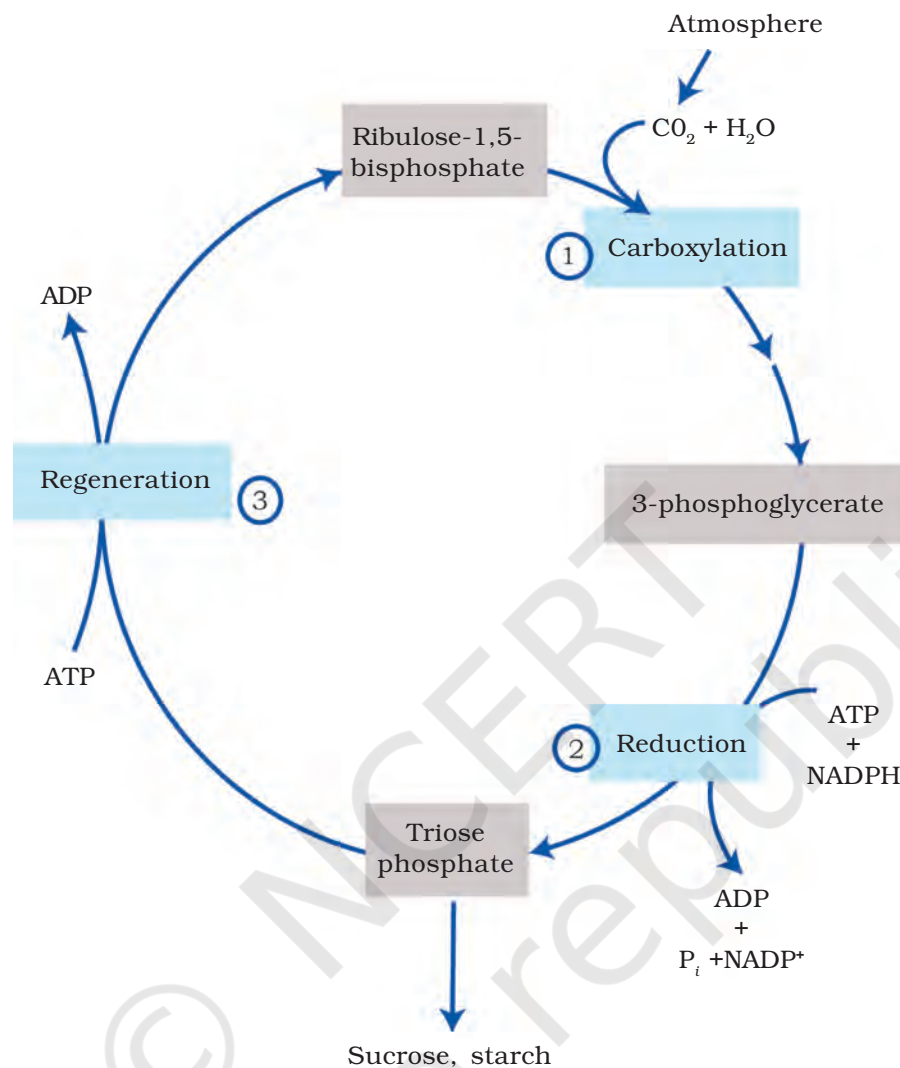 Atmosphere
C0₂ + H₂O
Ribulose-1,5-
bisphosphate
1
Carboxylation
ADP
Regeneration
3
3-phosphoglycerate
ATP
2
Reduction
ATP
+
NADPH
Triose
phosphate
ADP
+
Pᵢ +NADP⁺
Sucrose, starch
© NCERT
republi